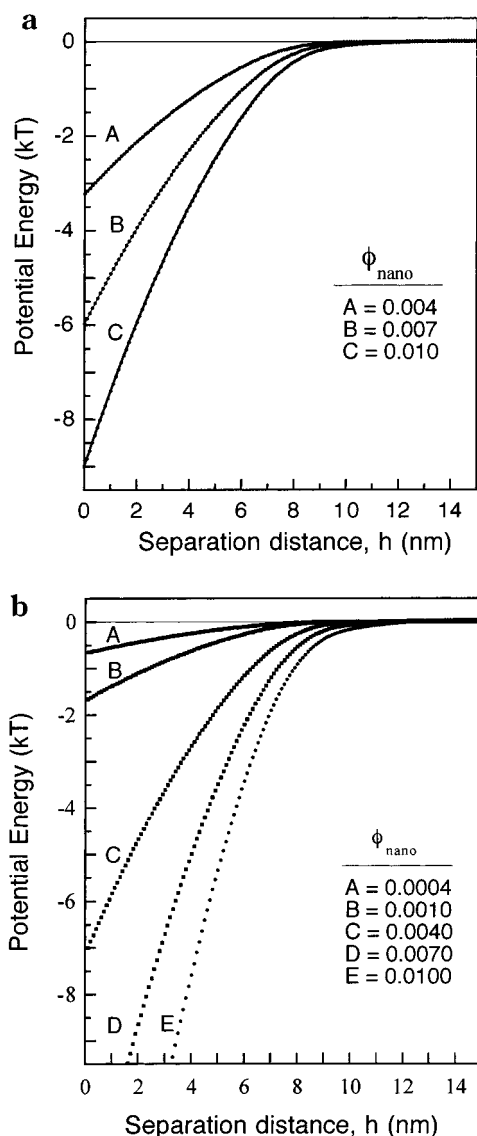 a
0
-2
-4
-6
-8
Potential Energy (kT)
A
B
C
ϕnano
A = 0.004
B = 0.007
C = 0.010
0 2 4 6 8 10 12 14
Separation distance, h (nm)
b
0
-2
-4
-6
-8
Potential Energy (kT)
A
B
C
D
E
ϕnano
A = 0.0004
B = 0.0010
C = 0.0040
D = 0.0070
E = 0.0100
0 2 4 6 8 10 12 14
Separation distance, h (nm)